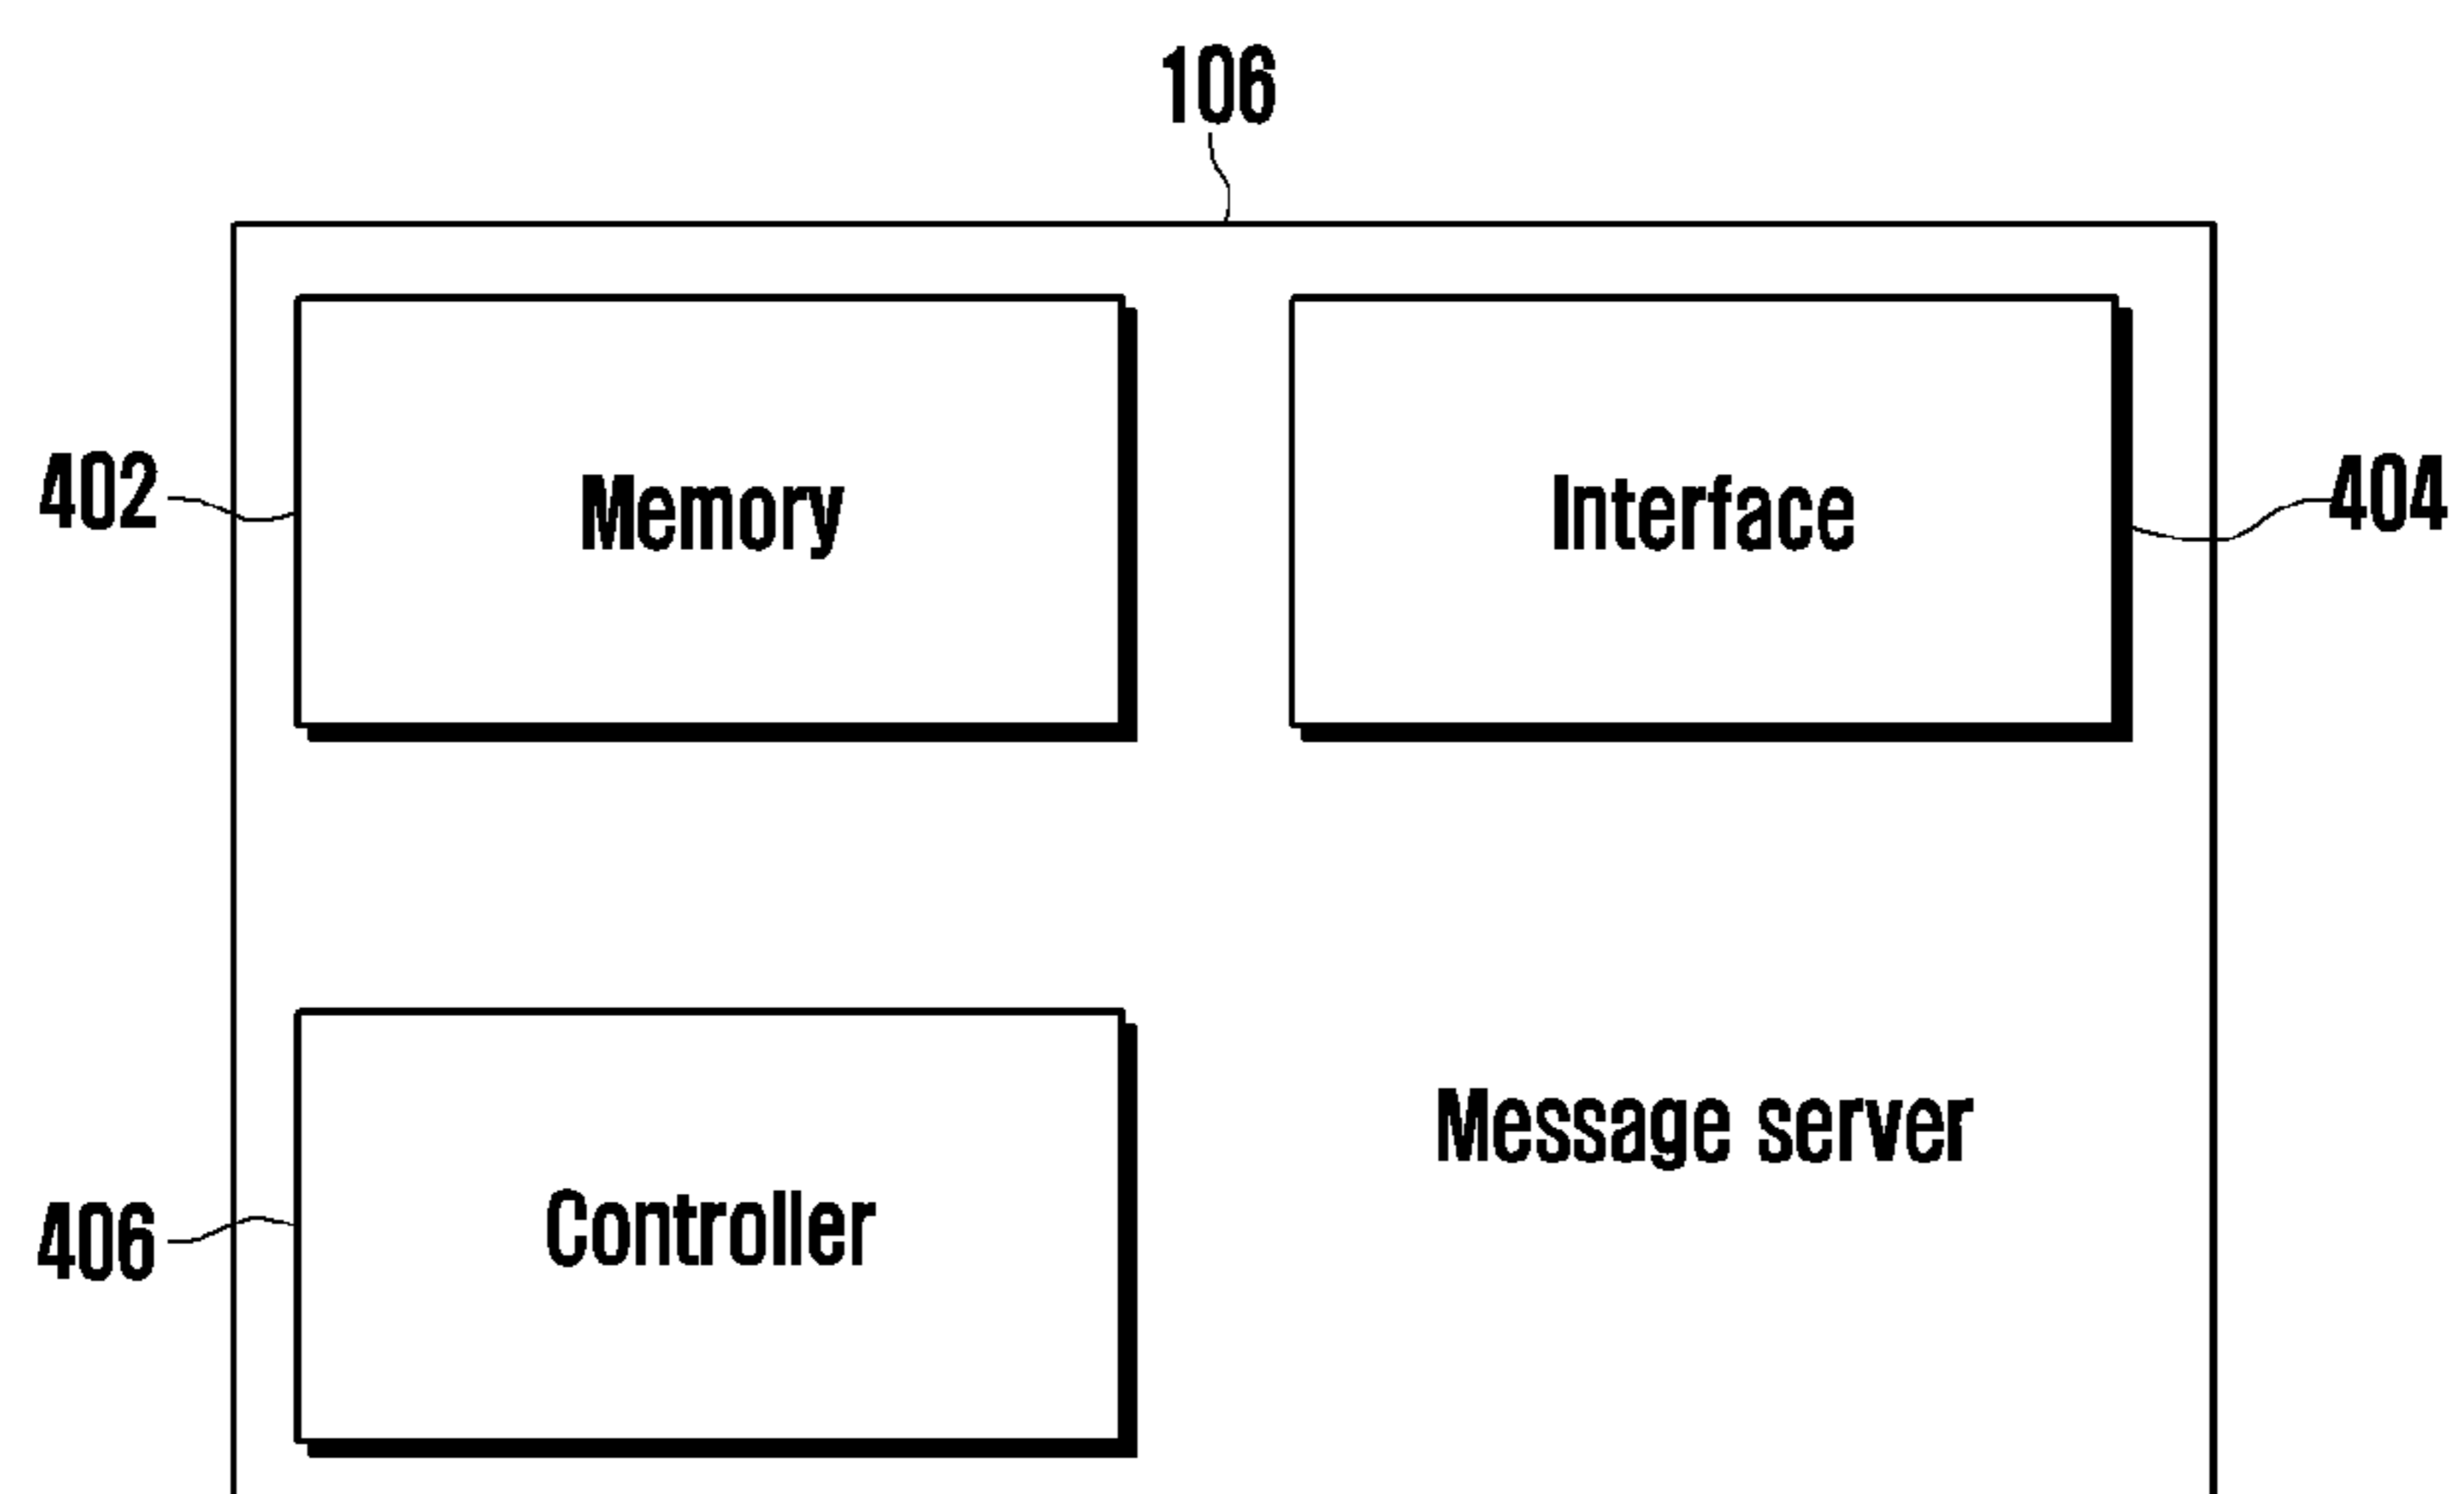 106
402
Memory
Interface
404
Message server
406
Controller